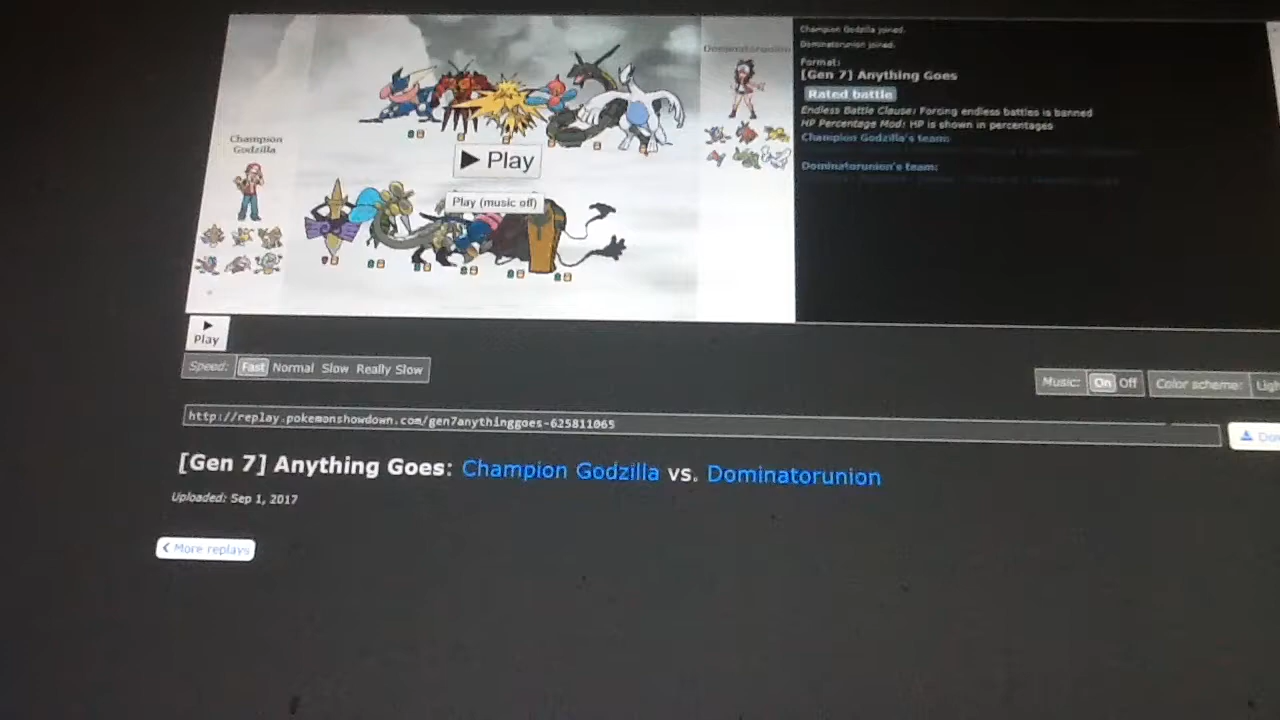 Champion Godzilla joined.
Dominatorunion joined.
Format:
[Gen 7] Anything Goes
Rated battle
Endless Battle Clause: Forcing endless battles is banned
HP Percentage Mod: HP is shown in percentages
Champion Godzilla's team:
Dominatorunion's team:
Dominatorunion
Champion
Godzilla
Play
Play (music off)
Play
Speed: Fast Normal Slow Really Slow
Music: On Off Color scheme: Ligh
http://replay.pokemonshowdown.com/gen7anythinggoes-625811065
Dow
[Gen 7] Anything Goes: Champion Godzilla vs. Dominatorunion
Uploaded: Sep 1, 2017
More replays